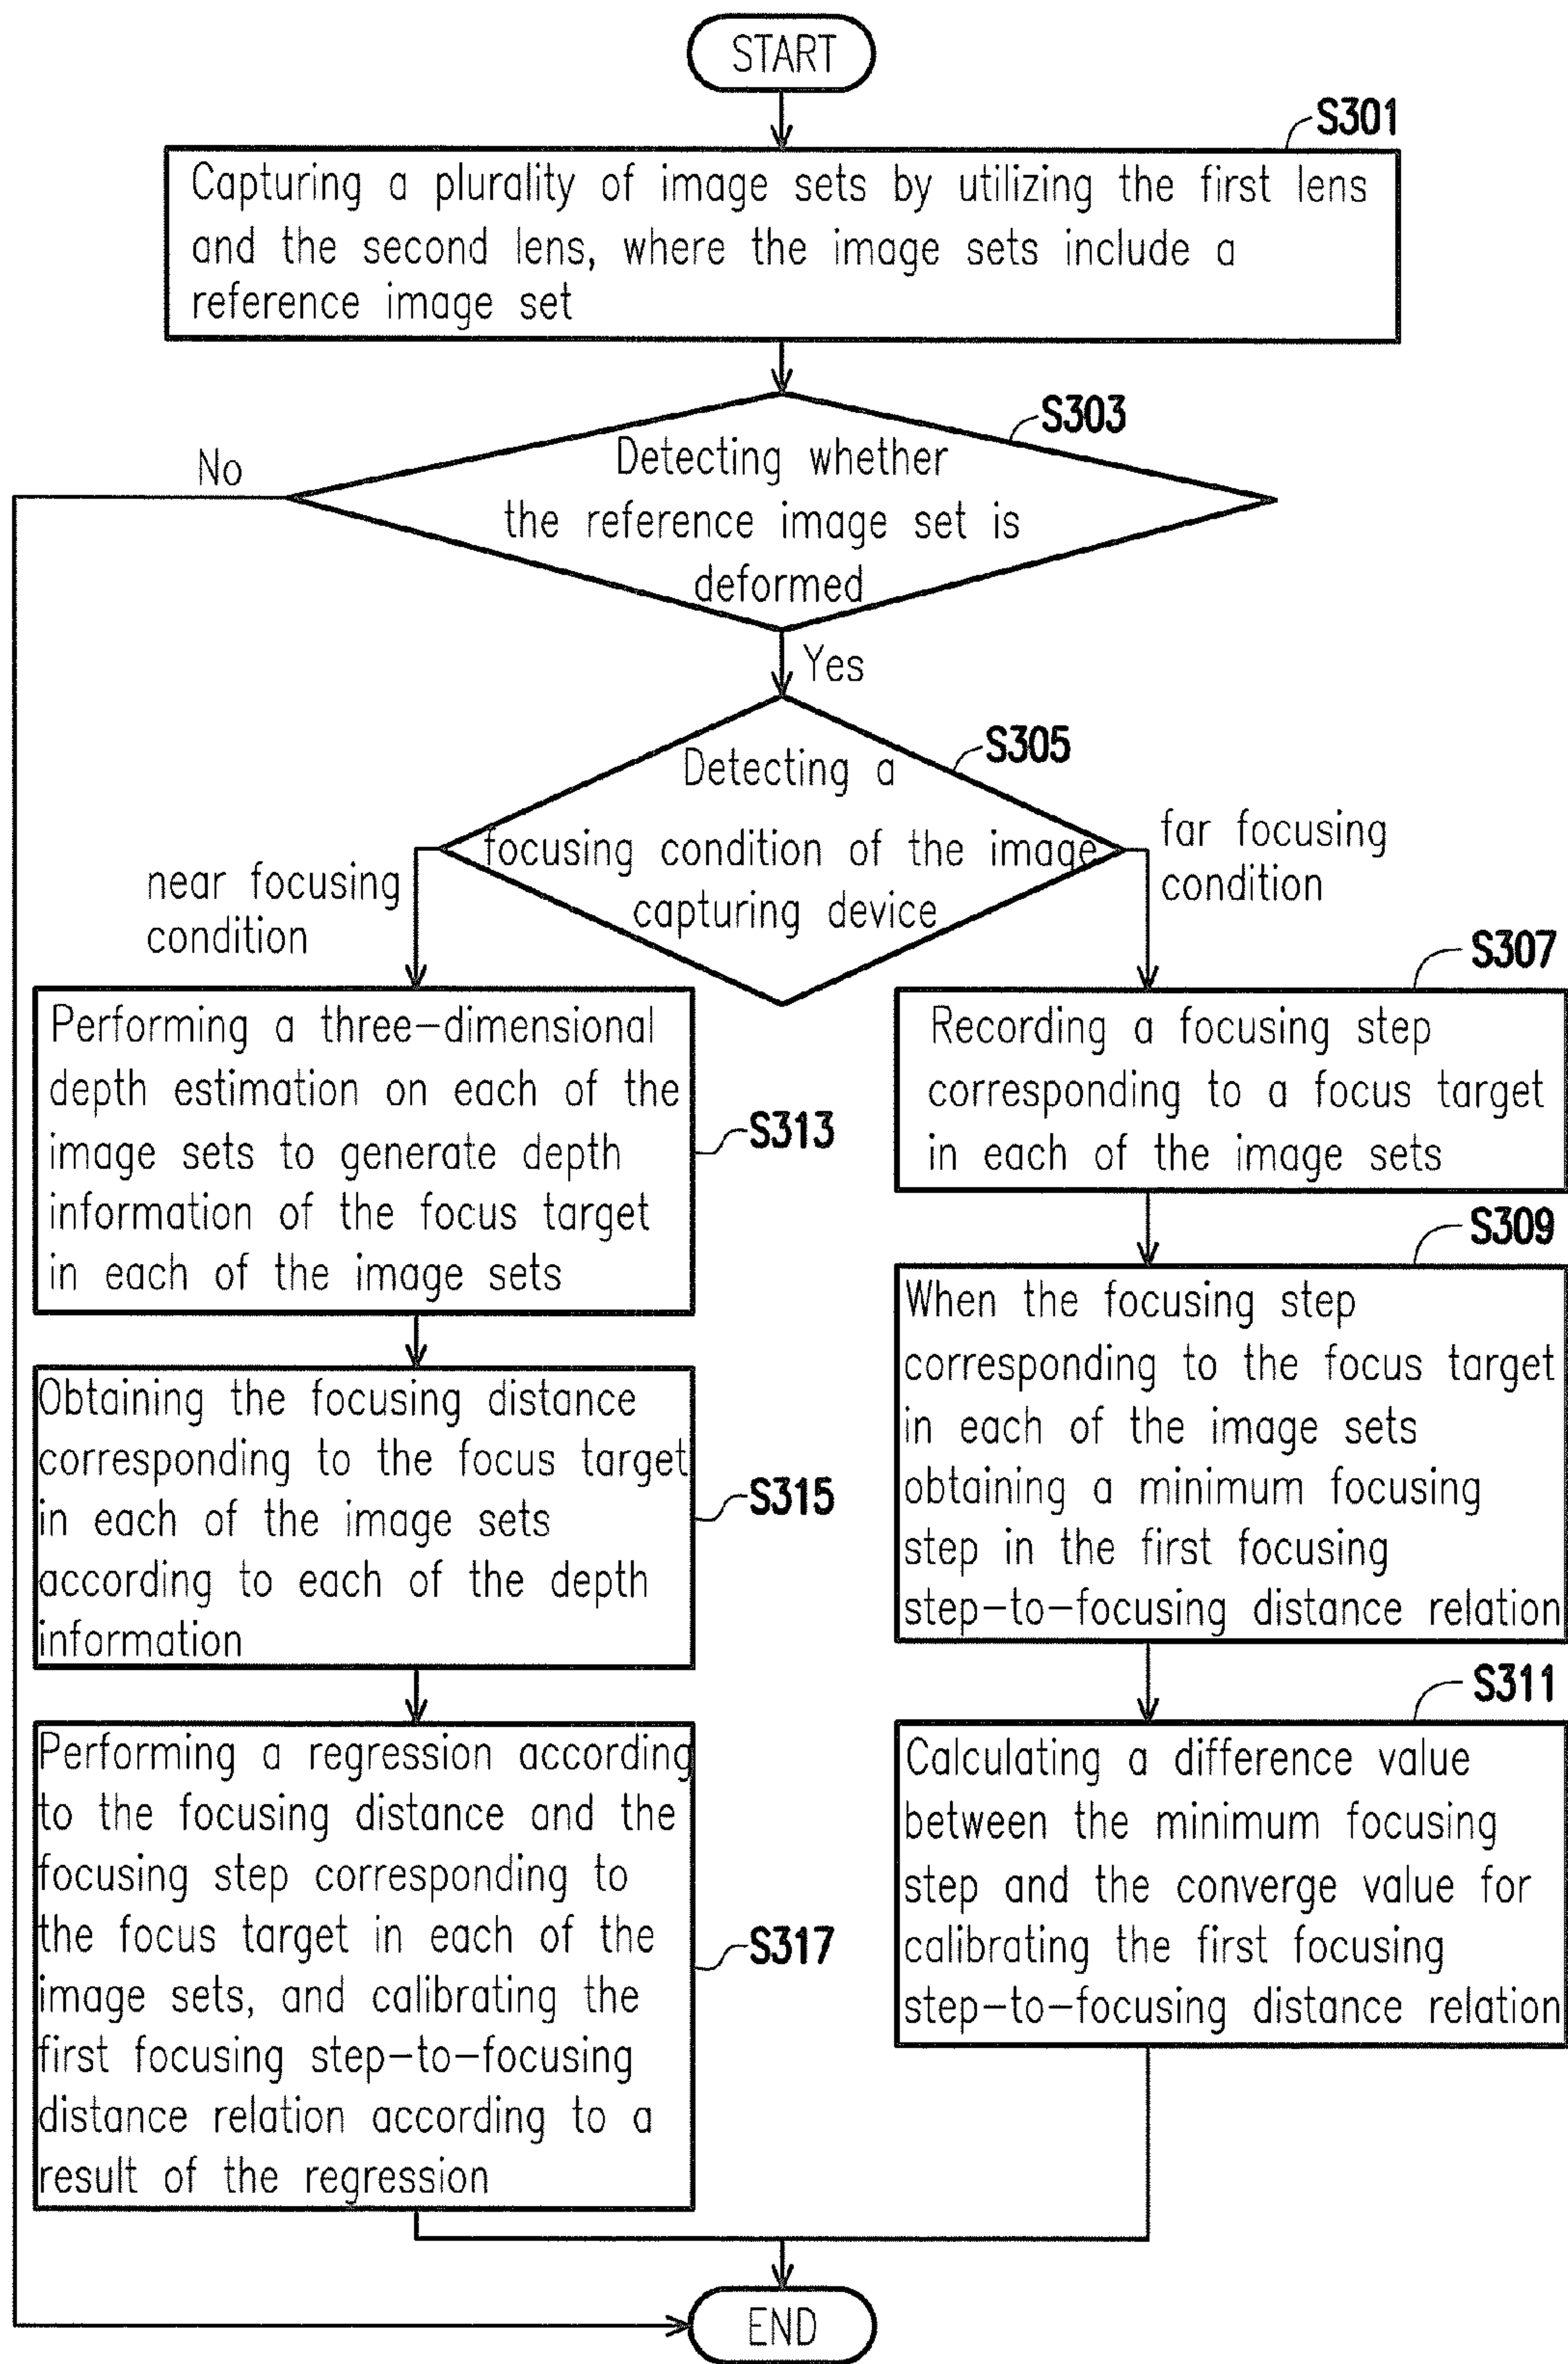 START
S301
Capturing a plurality of image sets by utilizing the first lens
and the second lens, where the image sets include a
reference image set
S303
No
Detecting whether
the reference image set is
deformed
Yes
S305
Detecting a
focusing condition of the image
capturing device
near focusing
condition
far focusing
condition
Performing a three-dimensional
depth estimation on each of the
image sets to generate depth
information of the focus target
in each of the image sets
S313
Obtaining the focusing distance
corresponding to the focus target
in each of the image sets
according to each of the depth
information
S315
Performing a regression according
to the focusing distance and the
focusing step corresponding to
the focus target in each of the
image sets, and calibrating the
first focusing step-to-focusing
distance relation according to a
result of the regression
S317
S307
Recording a focusing step
corresponding to a focus target
in each of the image sets
S309
When the focusing step
corresponding to the focus target
in each of the image sets
obtaining a minimum focusing
step in the first focusing
step-to-focusing distance relation
S311
Calculating a difference value
between the minimum focusing
step and the converge value for
calibrating the first focusing
step-to-focusing distance relation
END